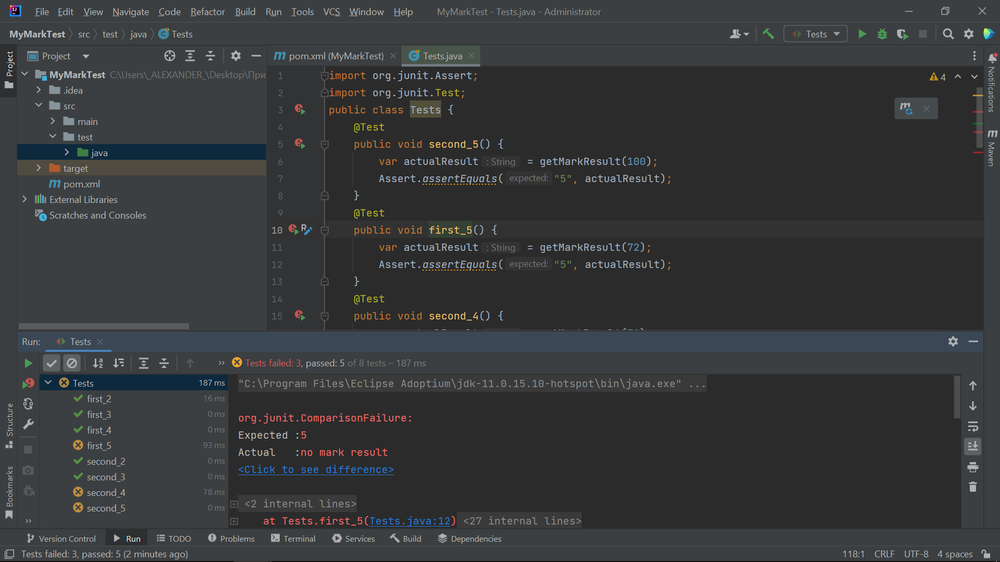 File Edit View Navigate Code Refactor Build Run Tools VCS Window Help MyMarkTest - Tests.java - Administrator
MyMarkTest src test java Tests
Tests
Project
Project
MyMarkTest C:\Users\_ALEXANDER_\Desktop\При
.idea
src
main
test
java
target
pom.xml
External Libraries
Scratches and Consoles
pom.xml (MyMarkTest) Tests.java
4
1 import org.junit.Assert;
2 import org.junit.Test;
3 public class Tests {
4 @Test
5 public void second_5() {
6 var actualResult : String = getMarkResult(100);
7 Assert.assertEquals( expected: "5", actualResult);
8 }
9 @Test
10 public void first_5() {
11 var actualResult : String = getMarkResult(72);
12 Assert.assertEquals( expected: "5", actualResult);
13 }
14 @Test
15 public void second_4() {
Notifications
Maven
Run: Tests
Tests failed: 3, passed: 5 of 8 tests – 187 ms
Tests 187 ms
first_2 16 ms
first_3 0 ms
first_4 0 ms
first_5 93 ms
second_2 0 ms
second_3 0 ms
second_4 78 ms
second_5 0 ms
"C:\Program Files\Eclipse Adoptium\jdk-11.0.15.10-hotspot\bin\java.exe" ...
org.junit.ComparisonFailure:
Expected :5
Actual :no mark result
<Click to see difference>
<2 internal lines>
at Tests.first_5(Tests.java:12) <27 internal lines>
Structure
Bookmarks
Version Control Run TODO Problems Terminal Services Build Dependencies
Tests failed: 3, passed: 5 (2 minutes ago) 118:1 CRLF UTF-8 4 spaces